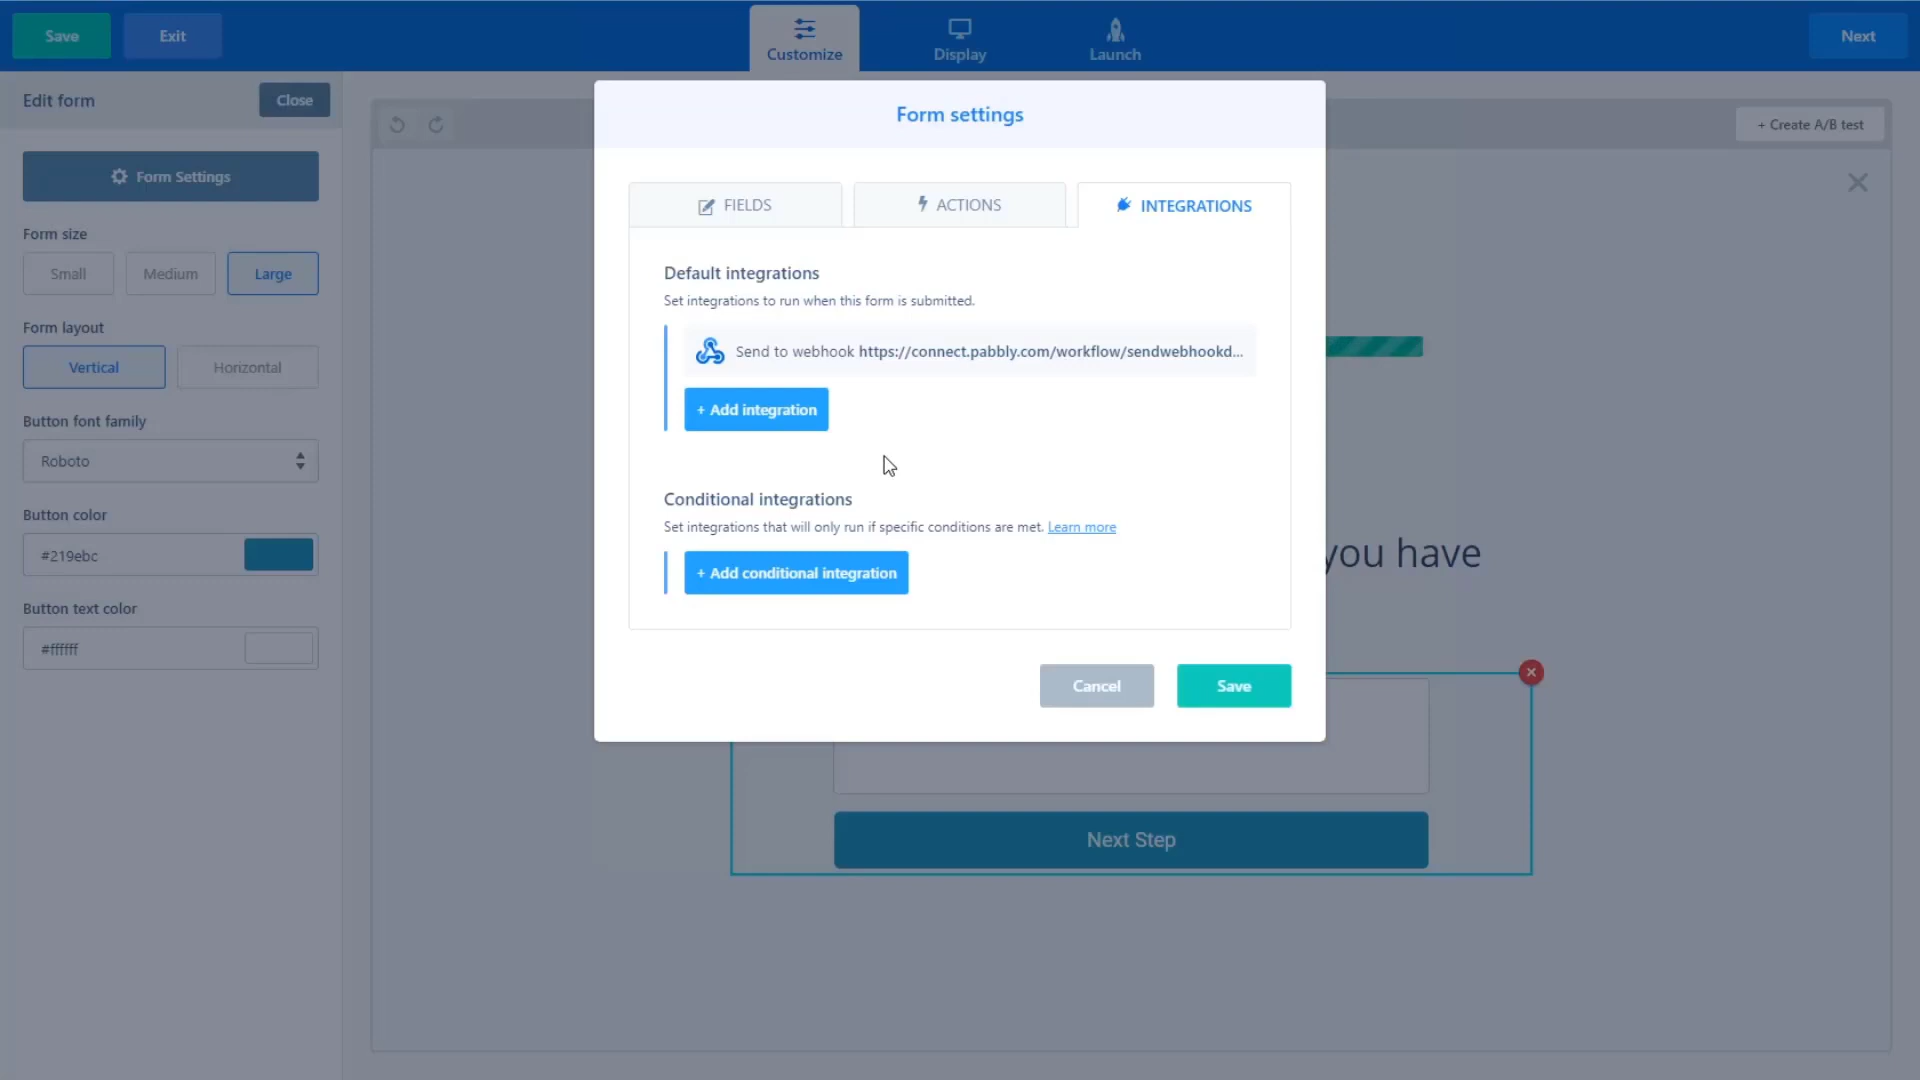 Save
Exit
Customize
Display
Launch
Next
Edit form
Close
Form Settings
Form size
Small
Medium
Large
Form layout
Vertical
Horizontal
Button font family
Roboto
Button color
#219ebc
Button text color
#ffffff
+ Create A/B test
Form settings
FIELDS
ACTIONS
INTEGRATIONS
Default integrations
Set integrations to run when this form is submitted.
Send to webhook https://connect.pabbly.com/workflow/sendwebhookd...
+ Add integration
Conditional integrations
Set integrations that will only run if specific conditions are met. Learn more
+ Add conditional integration
Cancel
Save
you have
Next Step